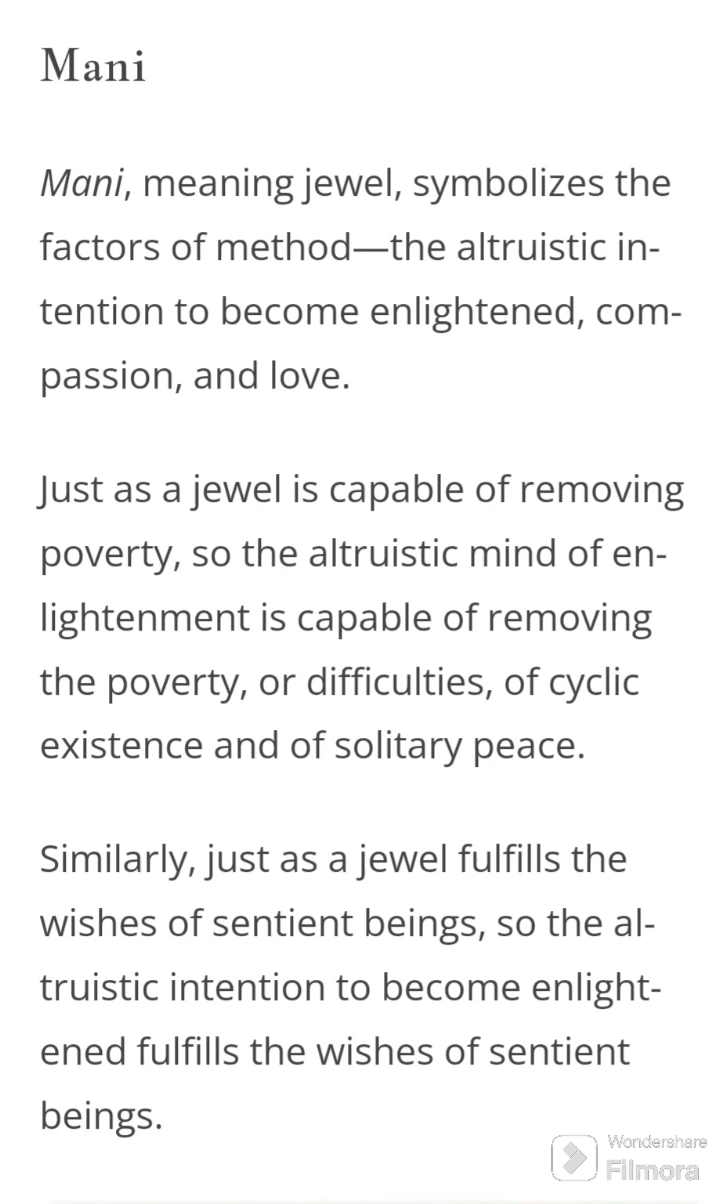 Mani
Mani, meaning jewel, symbolizes the
factors of method—the altruistic in-
tention to become enlightened, com-
passion, and love.
Just as a jewel is capable of removing
poverty, so the altruistic mind of en-
lightenment is capable of removing
the poverty, or difficulties, of cyclic
existence and of solitary peace.
Similarly, just as a jewel fulfills the
wishes of sentient beings, so the al-
truistic intention to become enlight-
ened fulfills the wishes of sentient
beings.
Wondershare
Filmora